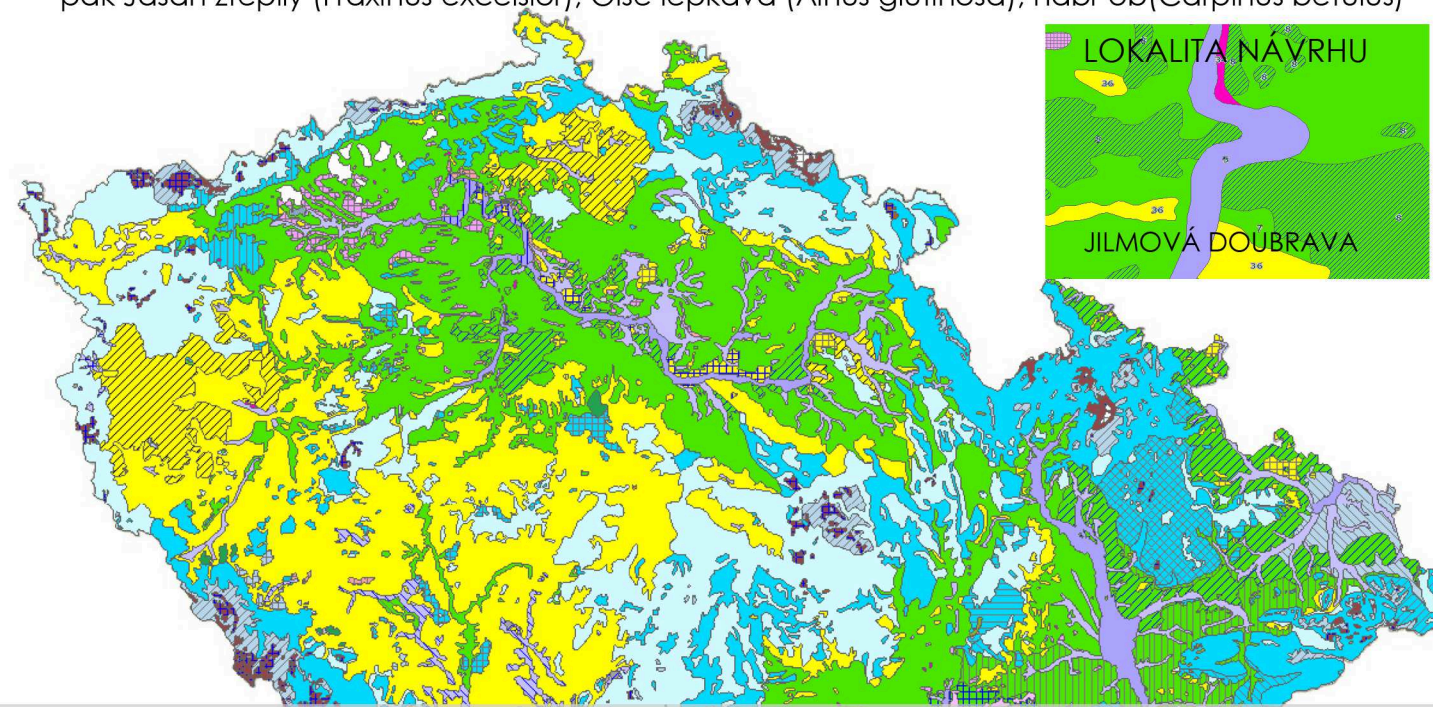 pak Jasan ztepilý (Fraxinus excelsior), Olše lepkavá (Alnus glutinosa), habr ob(Carpinus betulus)
LOKALITA NÁVRHU
36
36
JILMOVÁ DOUBRAVA
36